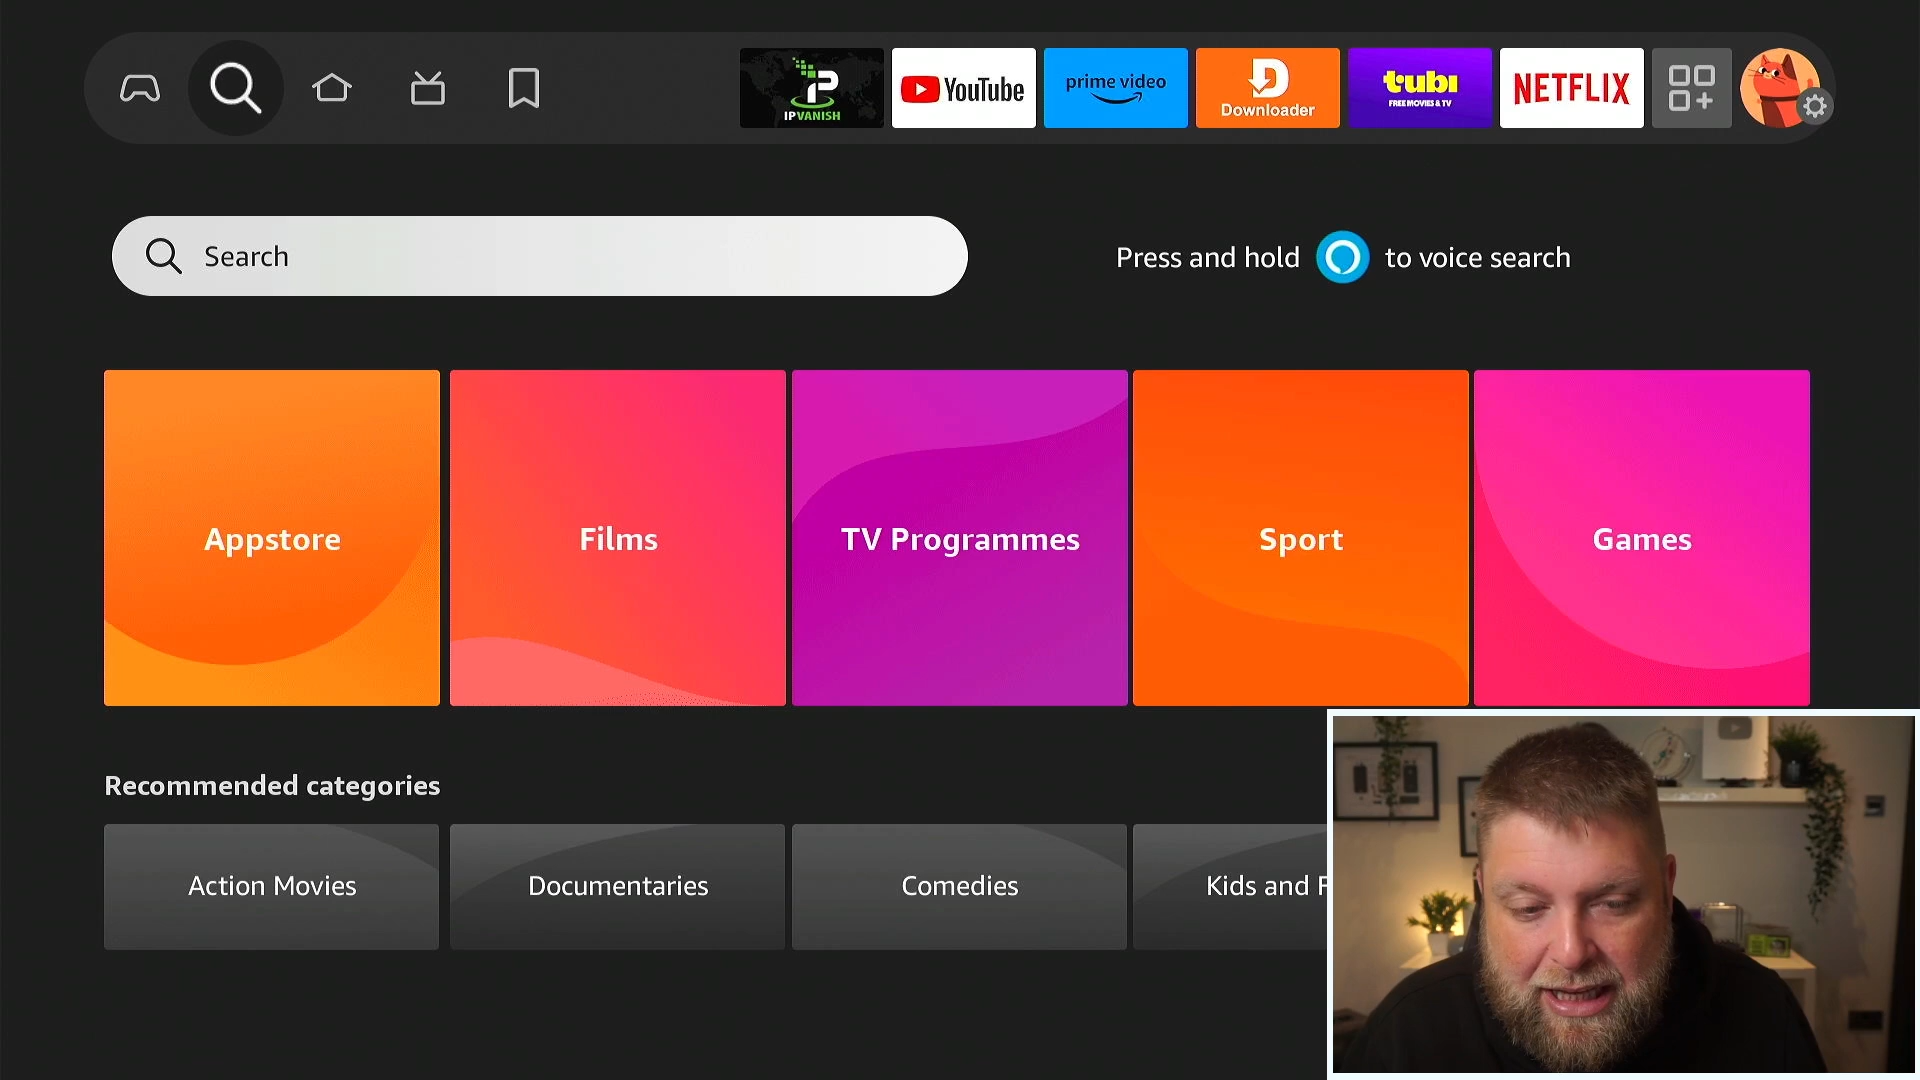 IPVANISH
YouTube
prime video
Downloader
tubi
FREE MOVIES & TV
NETFLIX
Search
Press and hold to voice search
Appstore
Films
TV Programmes
Sport
Games
Recommended categories
Action Movies
Documentaries
Comedies
Kids and F